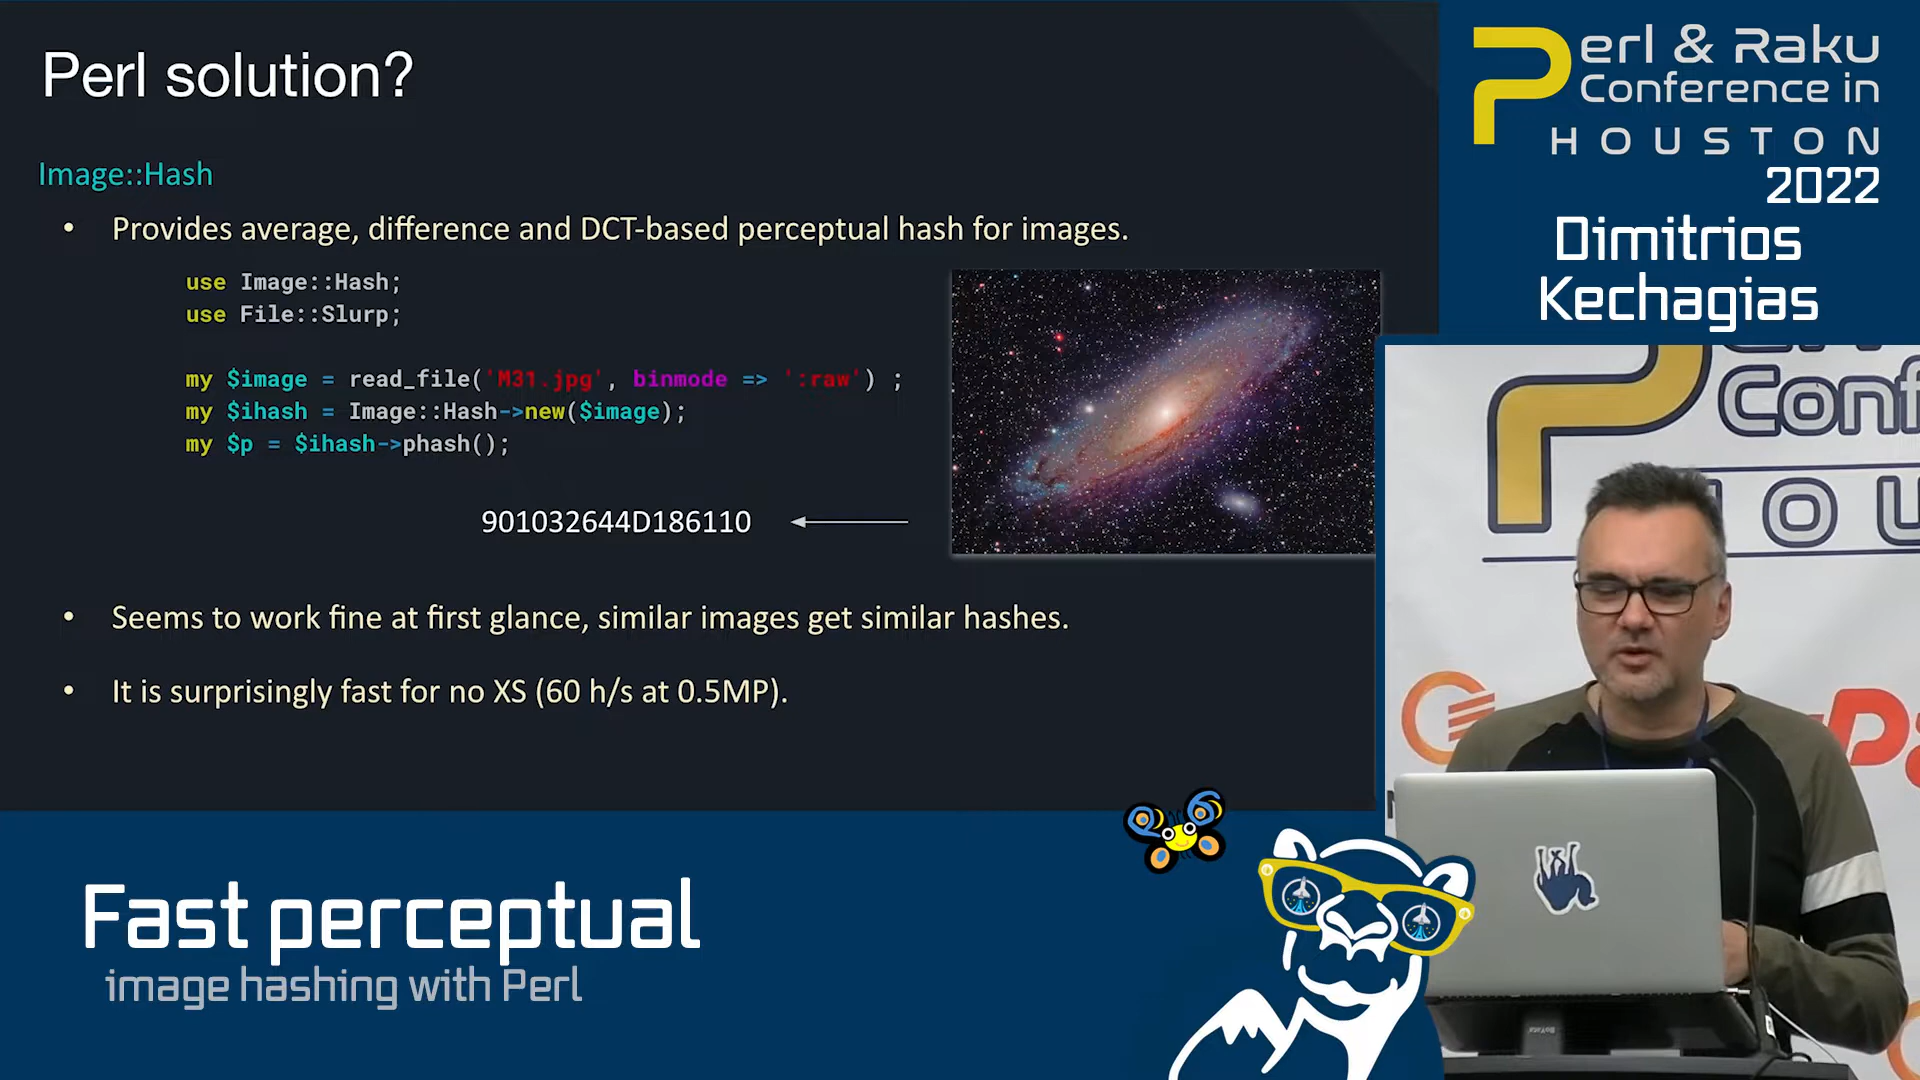 Perl solution?
Image::Hash
• Provides average, difference and DCT-based perceptual hash for images.
use Image::Hash;
use File::Slurp;
my $image = read_file('M31.jpg', binmode => ':raw') ;
my $ihash = Image::Hash->new($image);
my $p = $ihash->phash();
901032644D186110
• Seems to work fine at first glance, similar images get similar hashes.
• It is surprisingly fast for no XS (60 h/s at 0.5MP).
Perl & Raku
Conference in
HOUSTON
2022
Dimitrios
Kechagias
Conf
HOU
Fast perceptual
image hashing with Perl